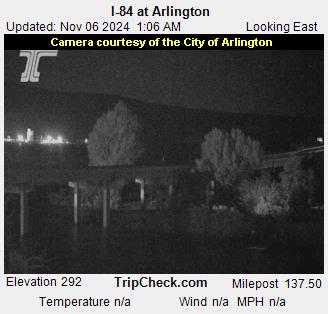 I-84 at Arlington
Updated: Nov 06 2024 1:06 AM Looking East
Camera courtesy of the City of Arlington
Elevation 292 TripCheck.com Milepost 137.50
Temperature n/a Wind n/a MPH n/a